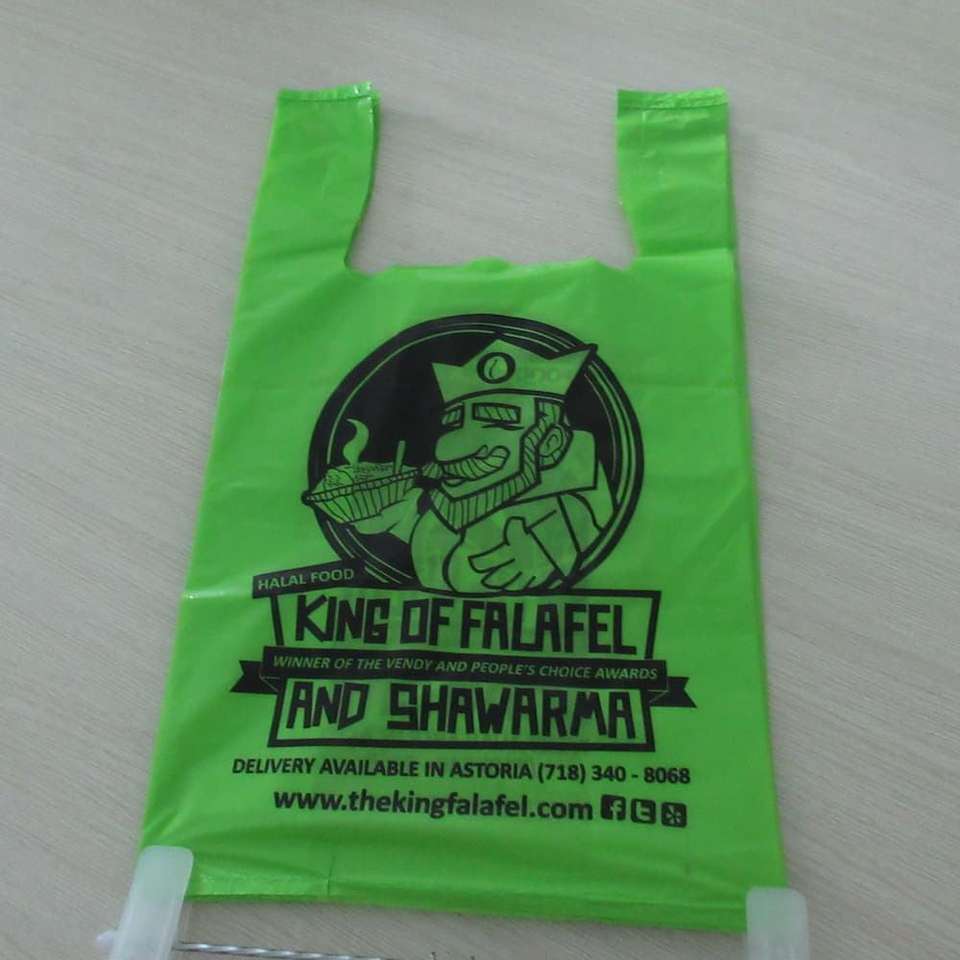 HALAL FOOD
KING OF FALAFEL
WINNER OF THE VENDY AND PEOPLE'S CHOICE AWARDS
AND SHAWARMA
DELIVERY AVAILABLE IN ASTORIA (718) 340 - 8068
www.thekingfalafel.com